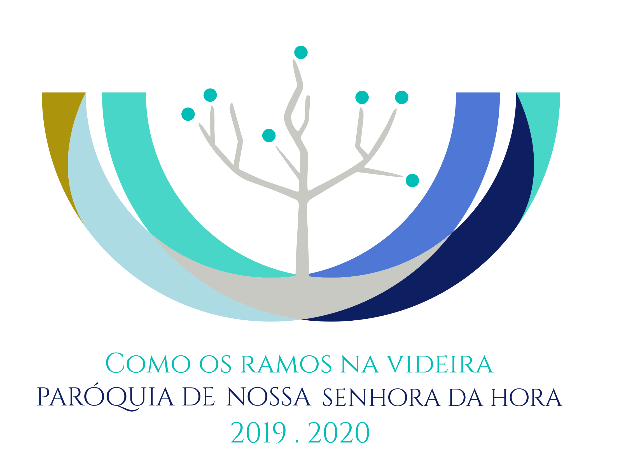 Como os ramos na videira
PARÓQUIA DE NOSSA SENHORA DA HORA
2019 . 2020